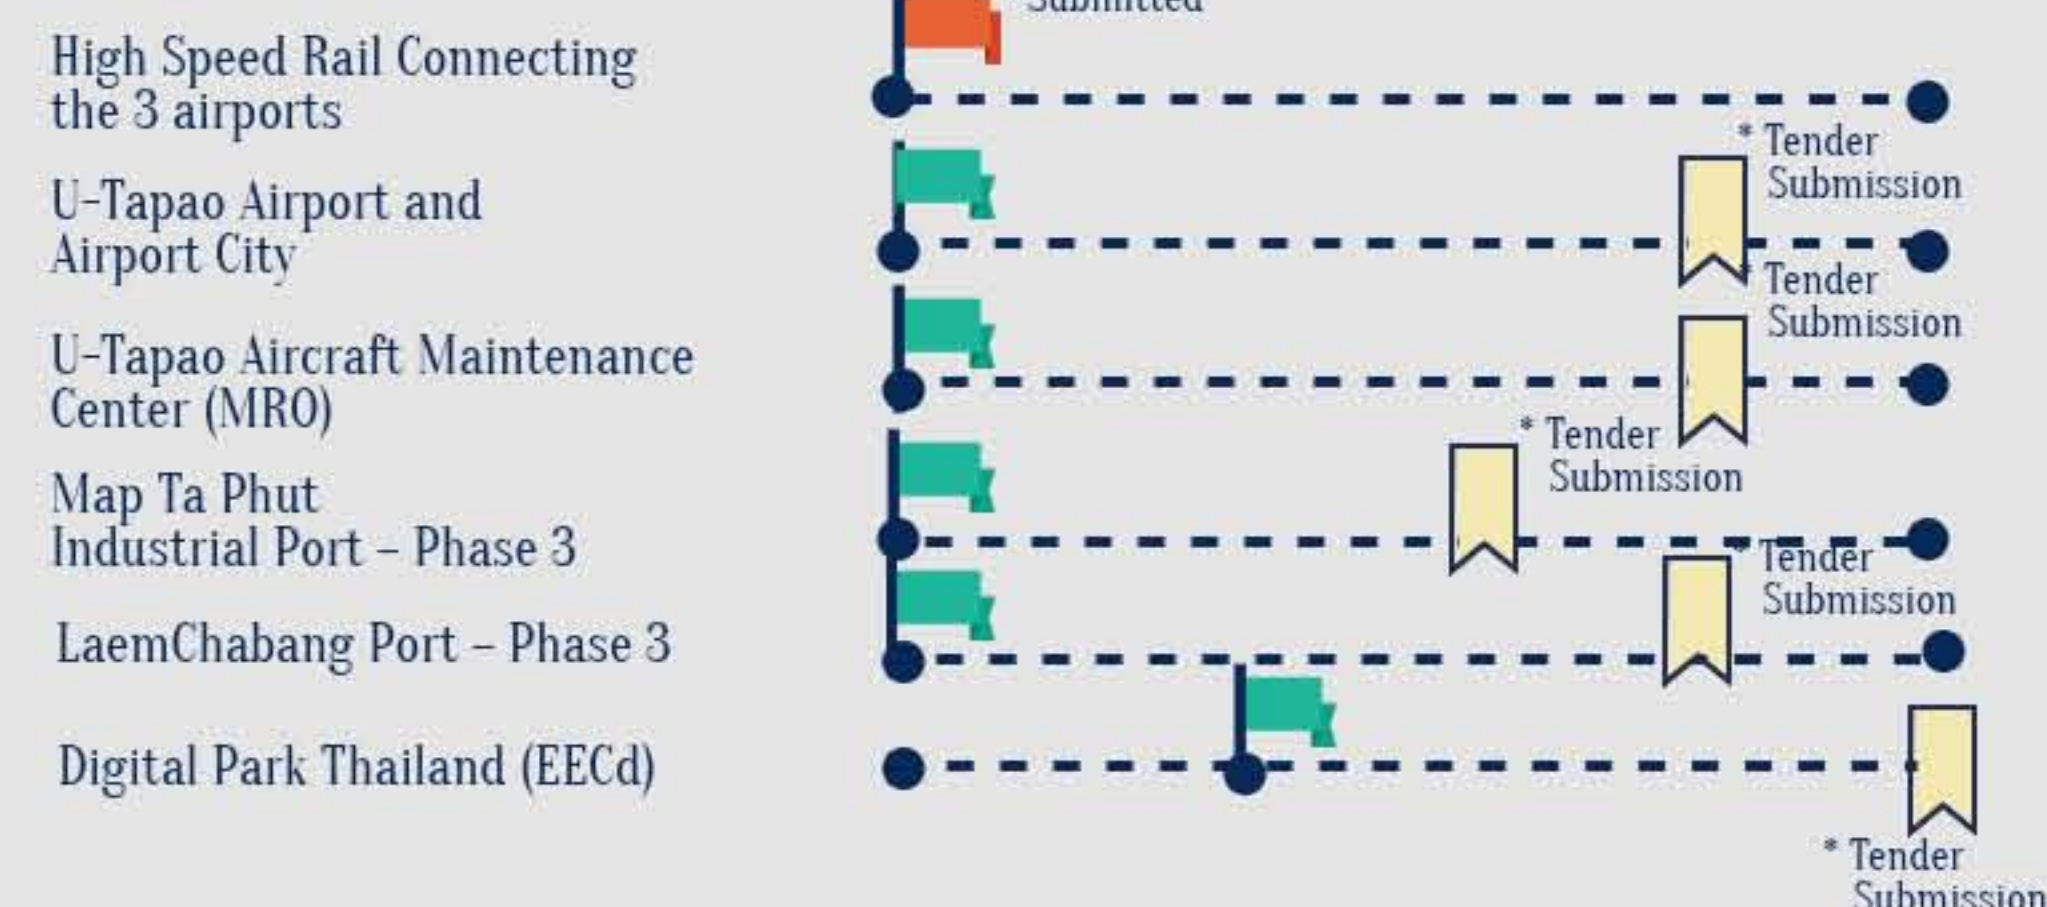 Submitted
High Speed Rail Connecting
the 3 airports
* Tender
Submission
U-Tapao Airport and
Airport City
* Tender
Submission
U-Tapao Aircraft Maintenance
Center (MRO)
* Tender
Submission
Map Ta Phut
Industrial Port – Phase 3
* Tender
Submission
LaemChabang Port – Phase 3
Digital Park Thailand (EECd)
* Tender
Submission